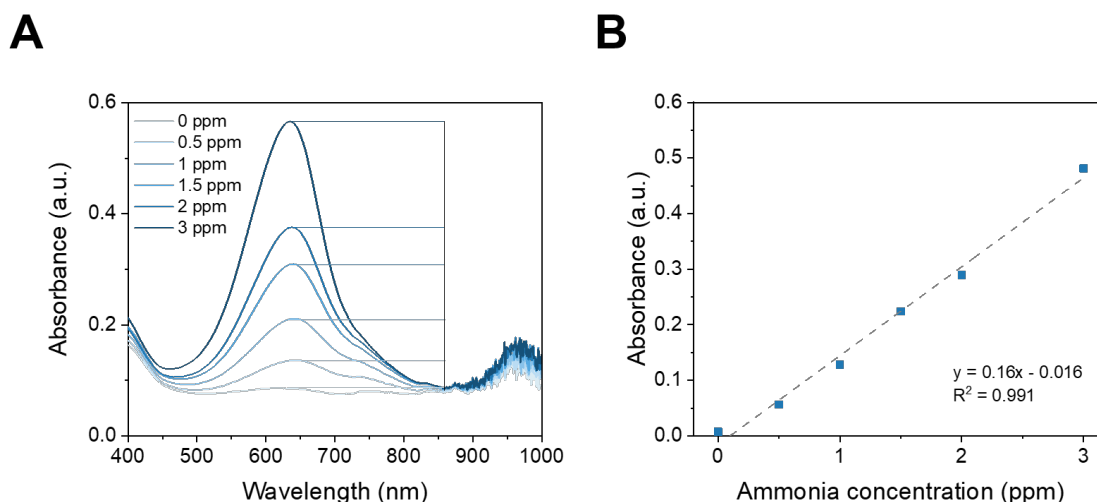 A
B
0.6
0.4
0.2
0.0
Absorbance (a.u.)
0 ppm
0.5 ppm
1 ppm
1.5 ppm
2 ppm
3 ppm
400 500 600 700 800 900 1000
Wavelength (nm)
0.6
0.5
0.4
0.3
0.2
0.1
0.0
Absorbance (a.u.)
y = 0.16x - 0.016
R² = 0.991
0 1 2 3
Ammonia concentration (ppm)